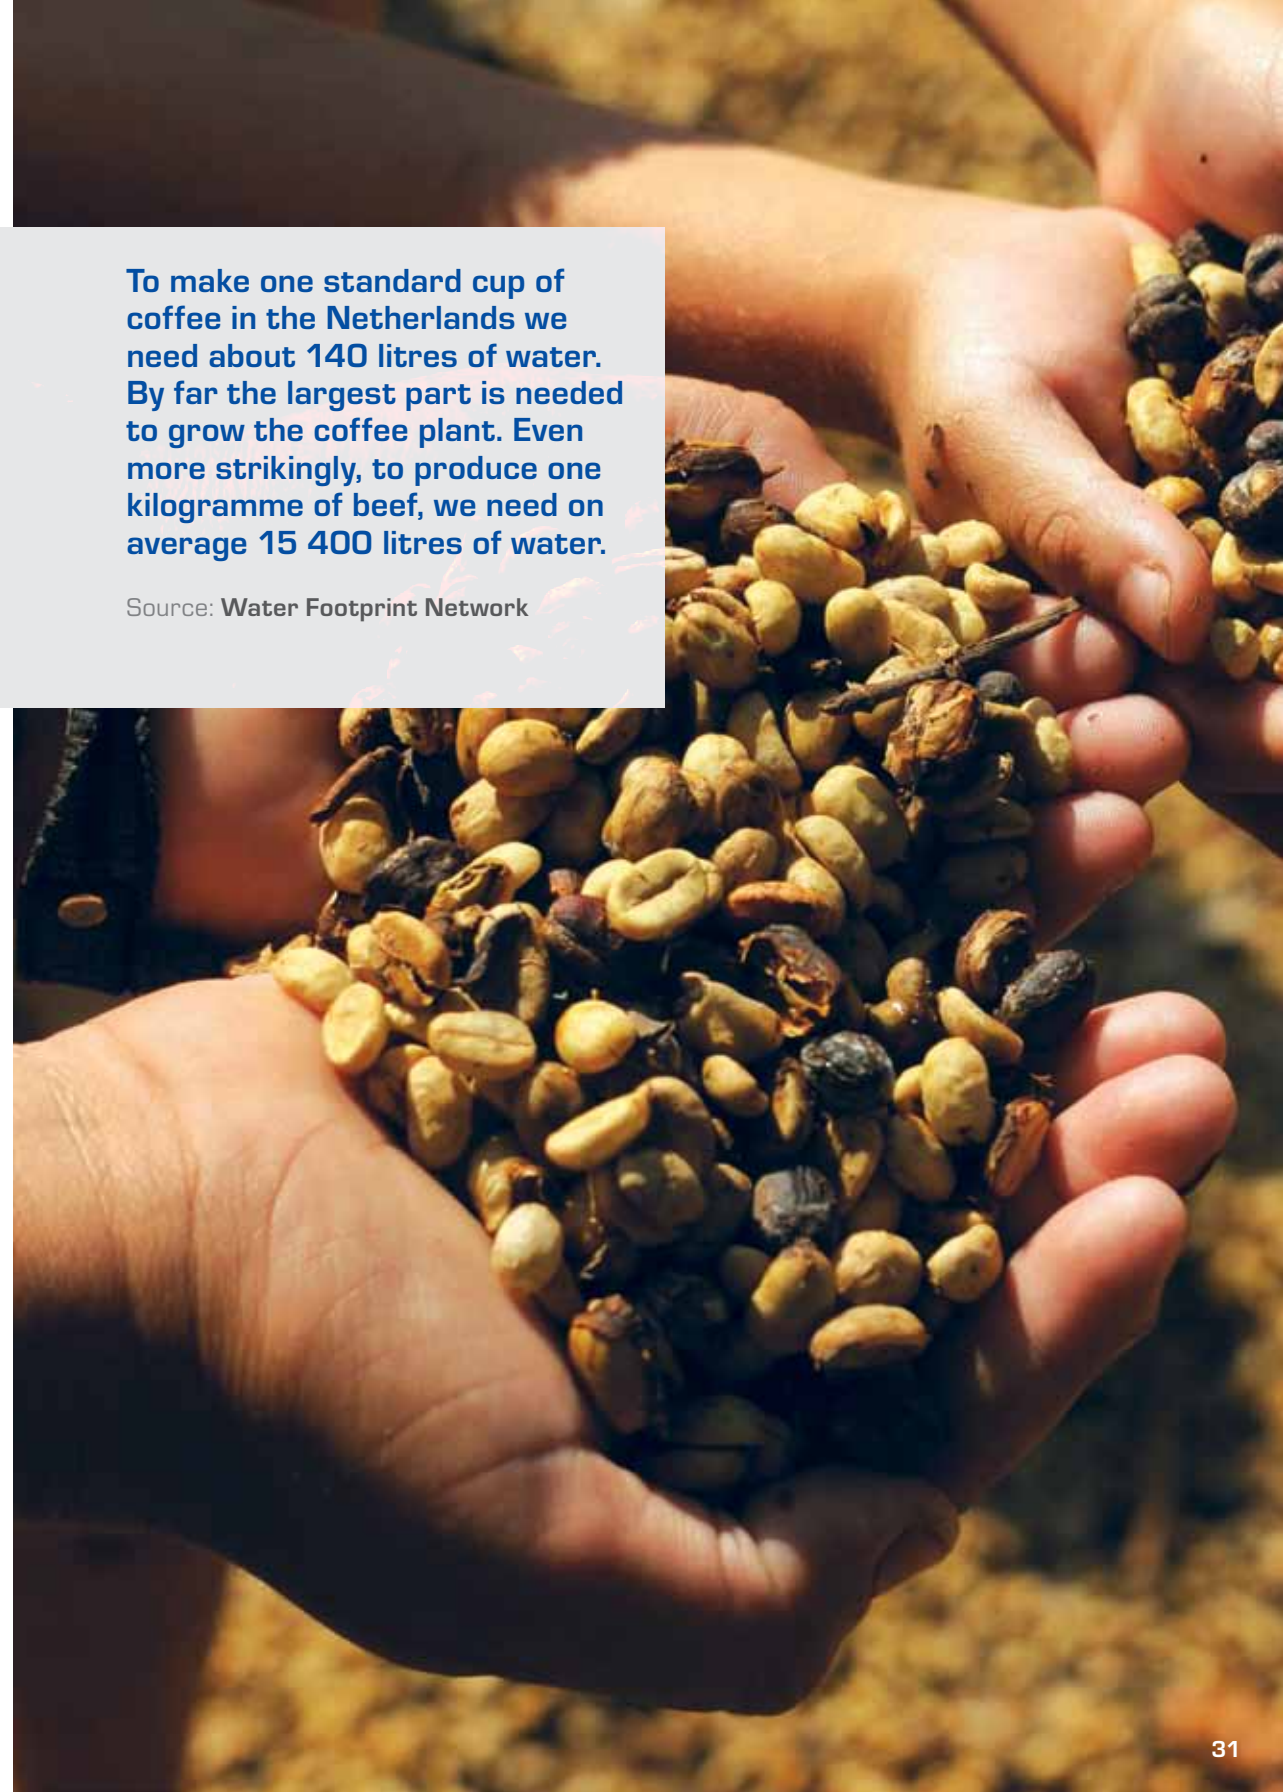 To make one standard cup of
coffee in the Netherlands we
need about 140 litres of water.
By far the largest part is needed
to grow the coffee plant. Even
more strikingly, to produce one
kilogramme of beef, we need on
average 15 400 litres of water.
Source: Water Footprint Network
31